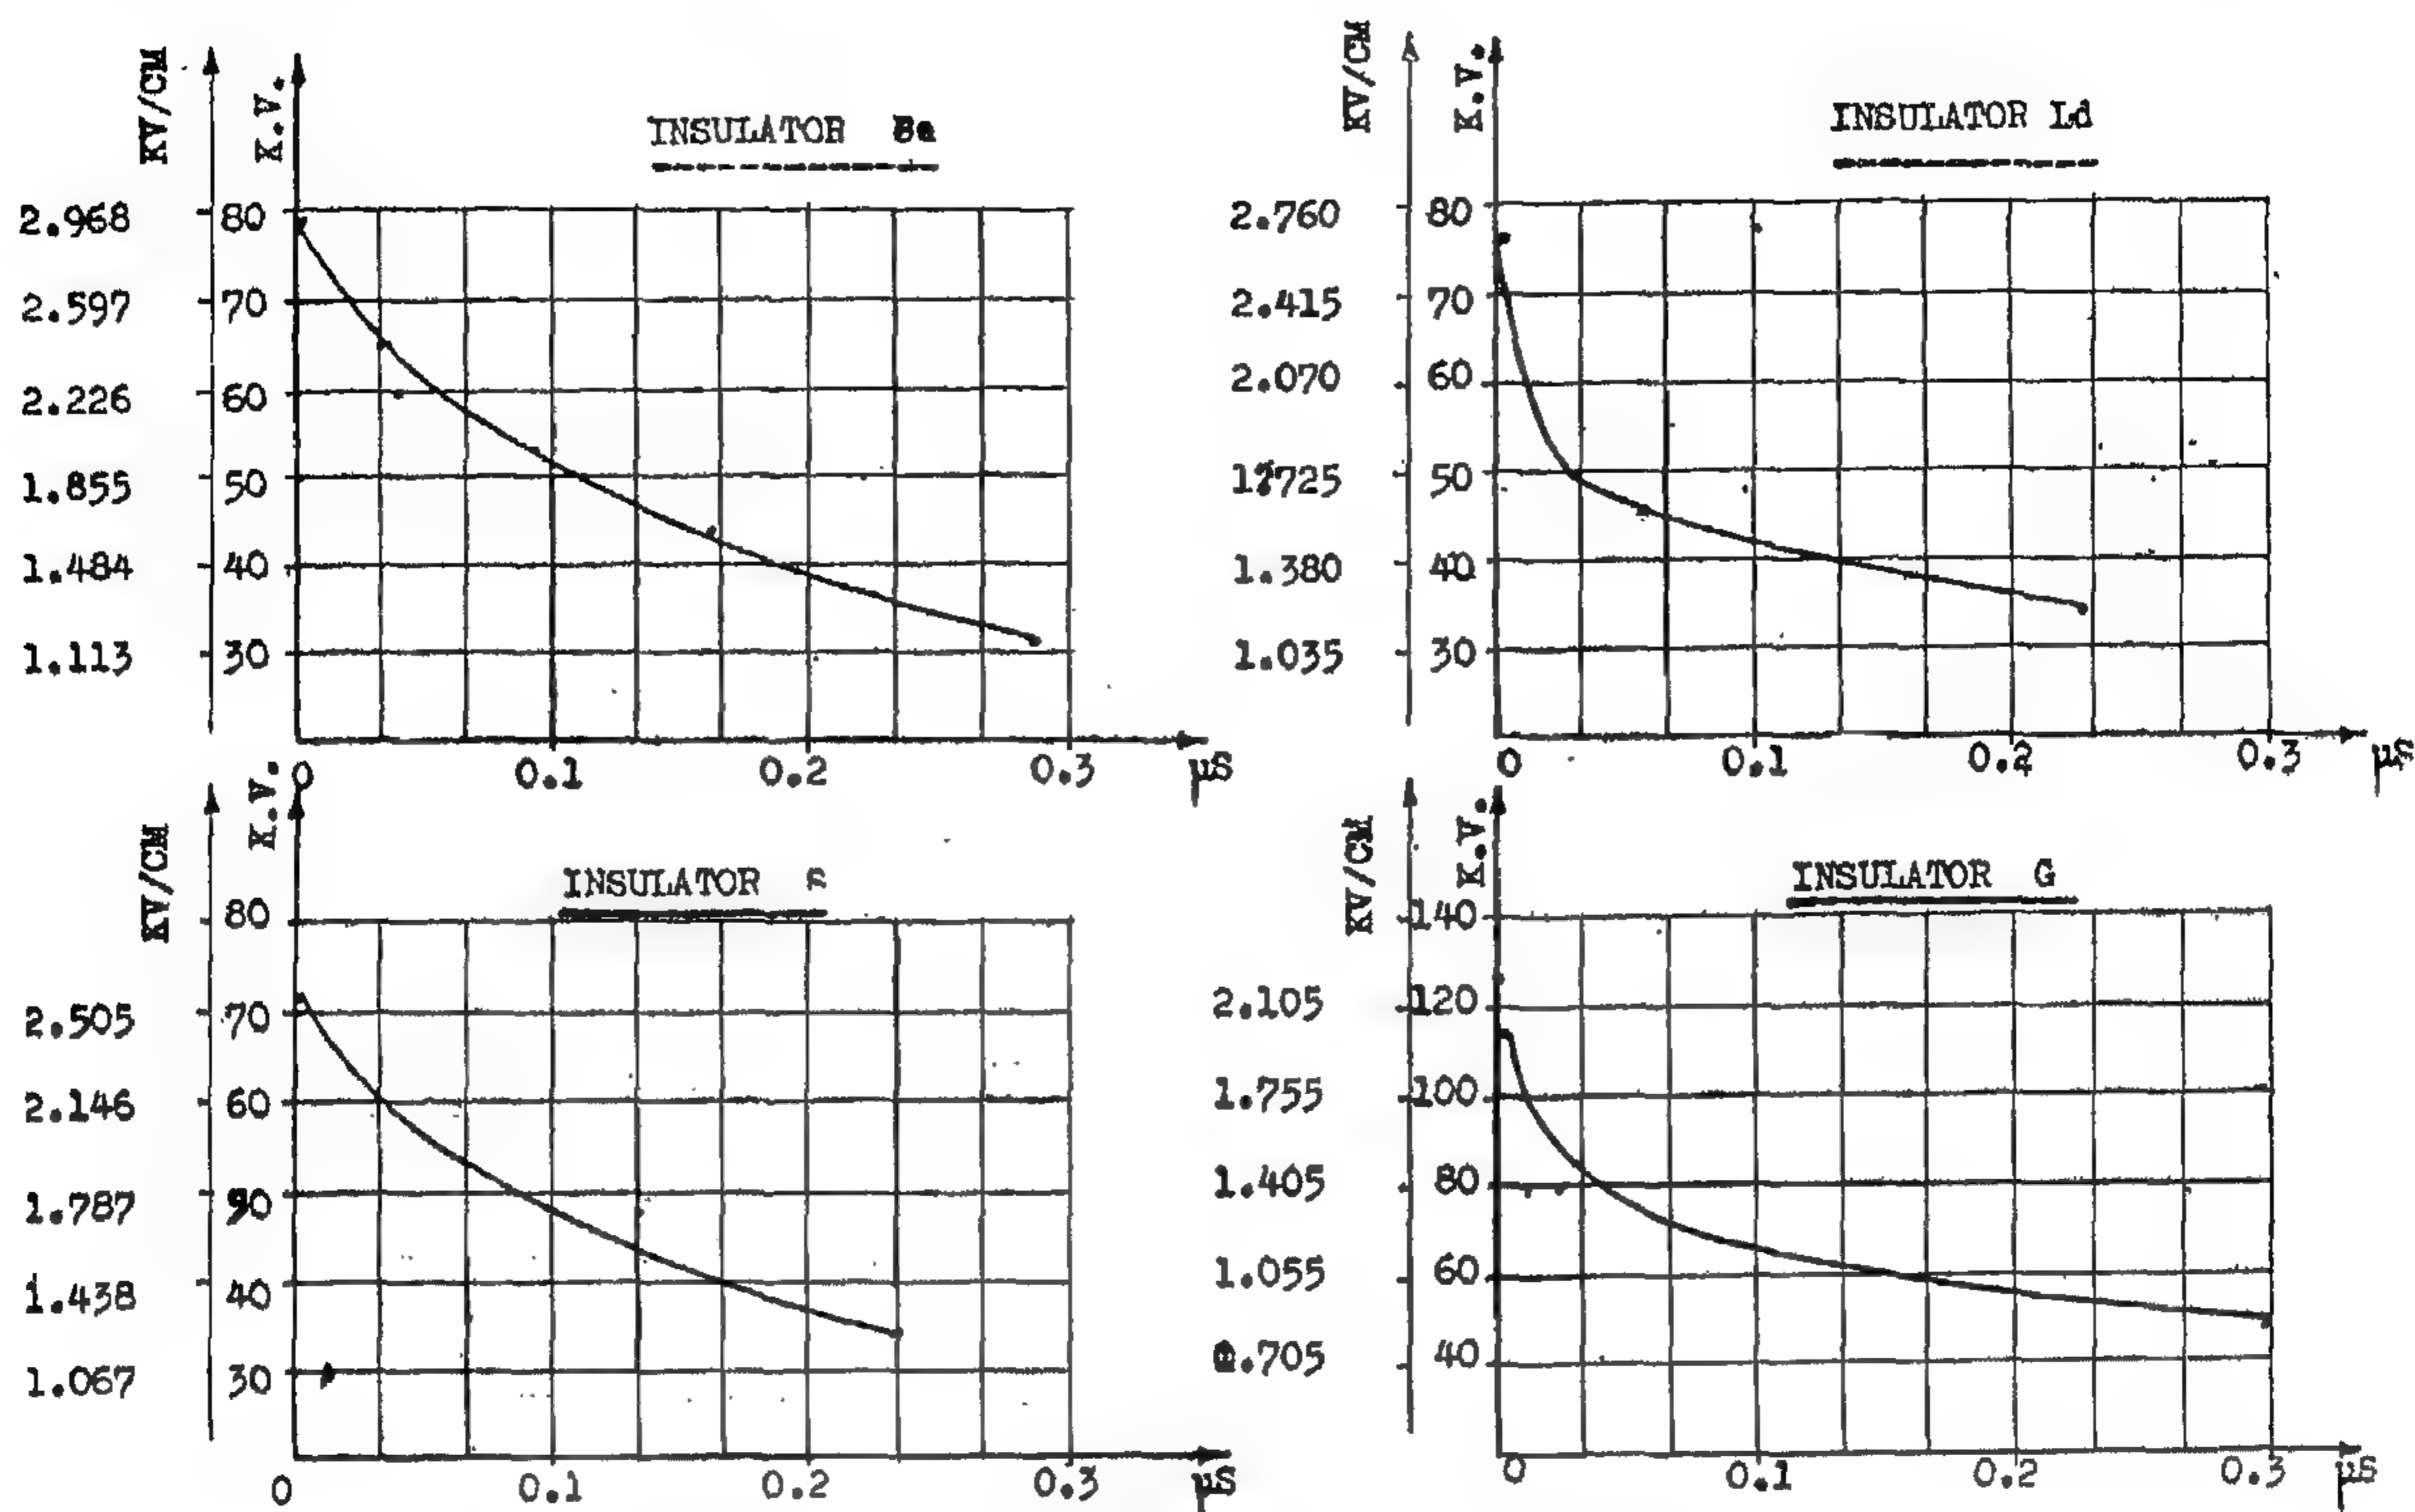 KV/CM
K.V.
INSULATOR
2.968 80
2.597 70
2.226 60
1.855 50
1.484 40
1.113 30
0 0.1 0.2 0.3 µS
KV/CM
K.V.
INSULATOR Ld
2.760 80
2.415 70
2.070 60
50
1.380 40
1.035 30
0 0.1 0.2 0.3 µS
KV/CM
K.V.
INSULATOR S
80
2.505 70
2.146 60
1.787 50
1.438 40
1.067 30
0 0.1 0.2 0.3 µS
KV/CM
K.V.
INSULATOR G
140
2.105 120
1.755 100
1.405 80
1.055 60
0.705 40
0 0.1 0.2 0.3 µS